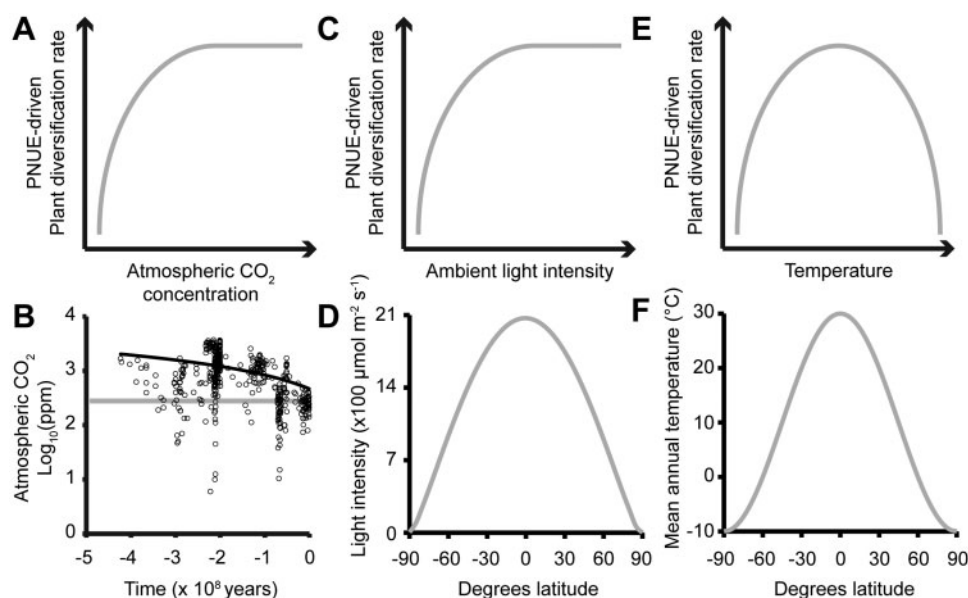 A
PNUE-driven
Plant diversification rate
Atmospheric CO₂
concentration
C
PNUE-driven
Plant diversification rate
Ambient light intensity
E
PNUE-driven
Plant diversification rate
Temperature
B
Atmospheric CO₂
Log₁₀(ppm)
4
3
2
1
0
-5 -4 -3 -2 -1 0
Time (x 10⁸ years)
D
Light intensity (x100 μmol m⁻² s⁻¹)
21
14
7
0
-90 -60 -30 0 30 60 90
Degrees latitude
F
Mean annual temperature (°C)
30
20
10
0
-10
-90 -60 -30 0 30 60 90
Degrees latitude